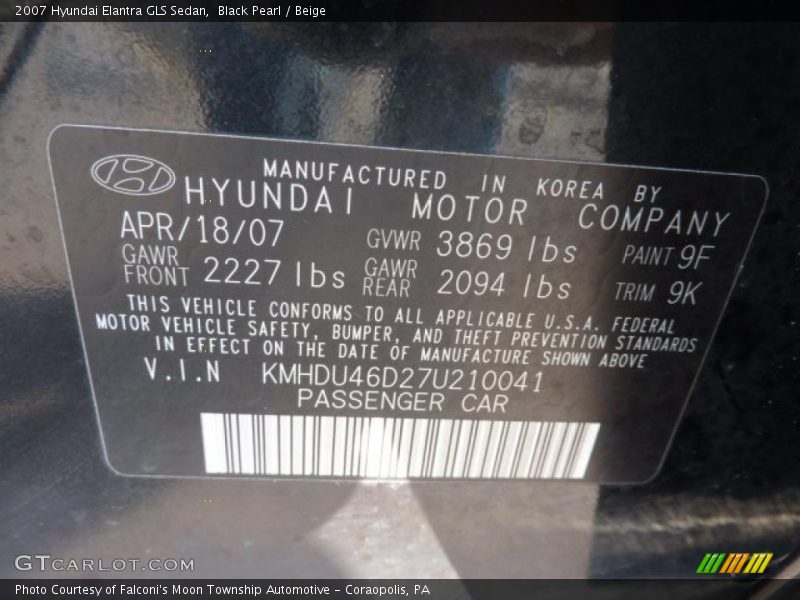 2007 Hyundai Elantra GLS Sedan,  Black Pearl / Beige
MANUFACTURED IN KOREA BY
HYUNDAI MOTOR COMPANY
APR/18/07 GVWR 3869 lbs PAINT 9F
GAWR FRONT 2227 lbs GAWR REAR 2094 lbs TRIM 9K
THIS VEHICLE CONFORMS TO ALL APPLICABLE U.S.A. FEDERAL
MOTOR VEHICLE SAFETY, BUMPER, AND THEFT PREVENTION STANDARDS
IN EFFECT ON THE DATE OF MANUFACTURE SHOWN ABOVE
V.I.N KMHDU46D27U210041
PASSENGER CAR
GTCARLOT.COM
Photo Courtesy of Falconi's Moon Township Automotive - Coraopolis, PA